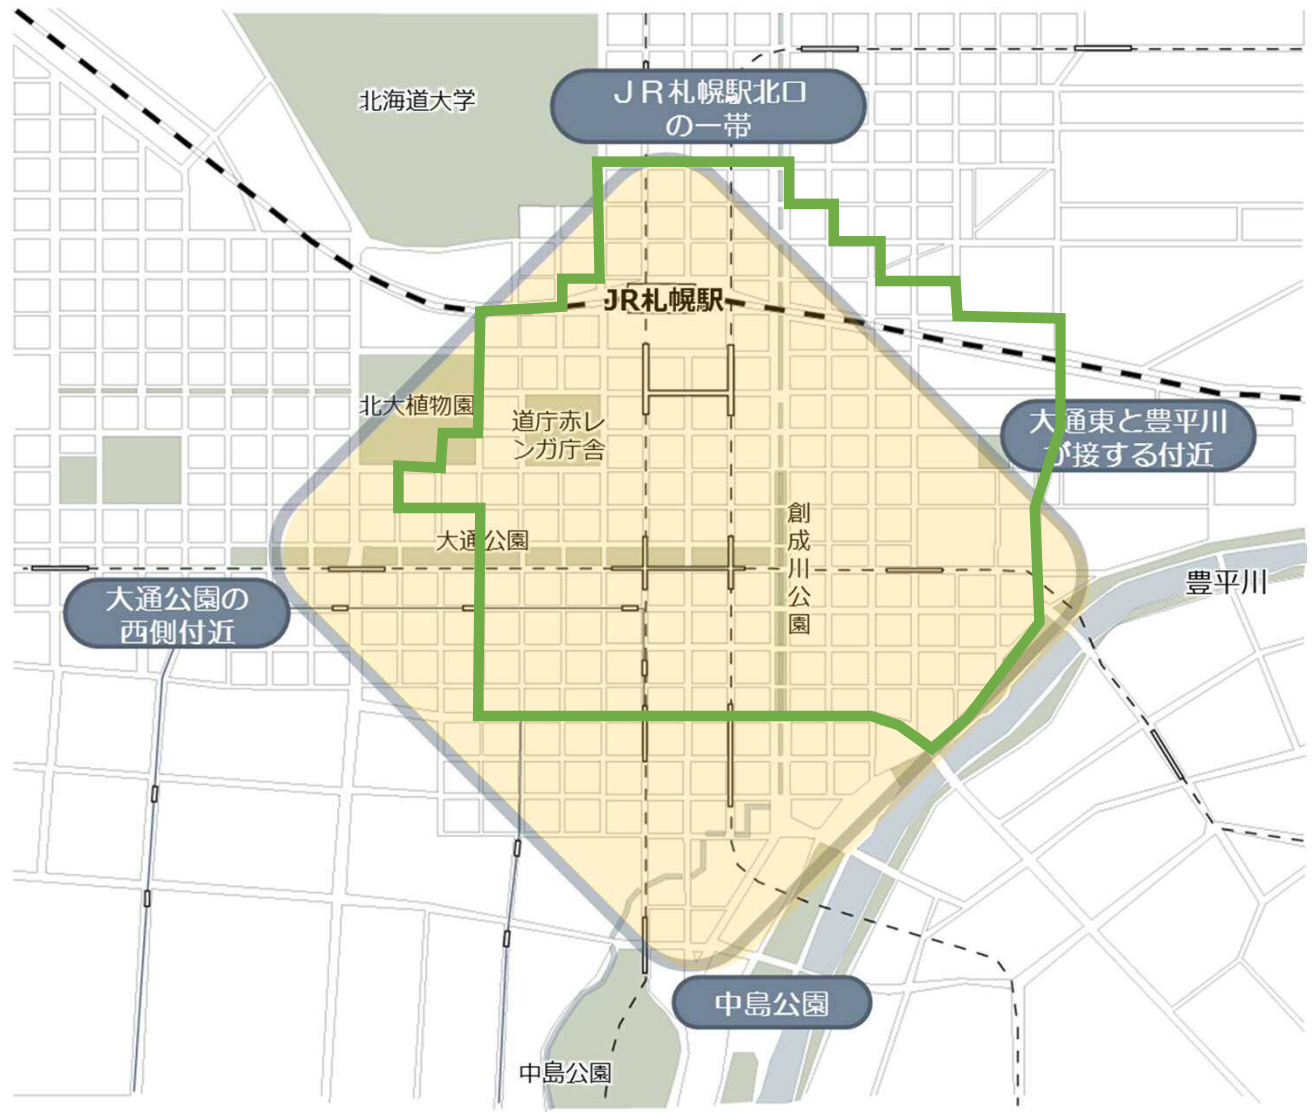 北海道大学
ＪＲ札幌駅北口
の一帯
JR札幌駅
北大植物園
道庁赤レ
ンガ庁舎
大通東と豊平川
が接する付近
大通公園
創成川公園
豊平川
大通公園の
西側付近
中島公園
中島公園